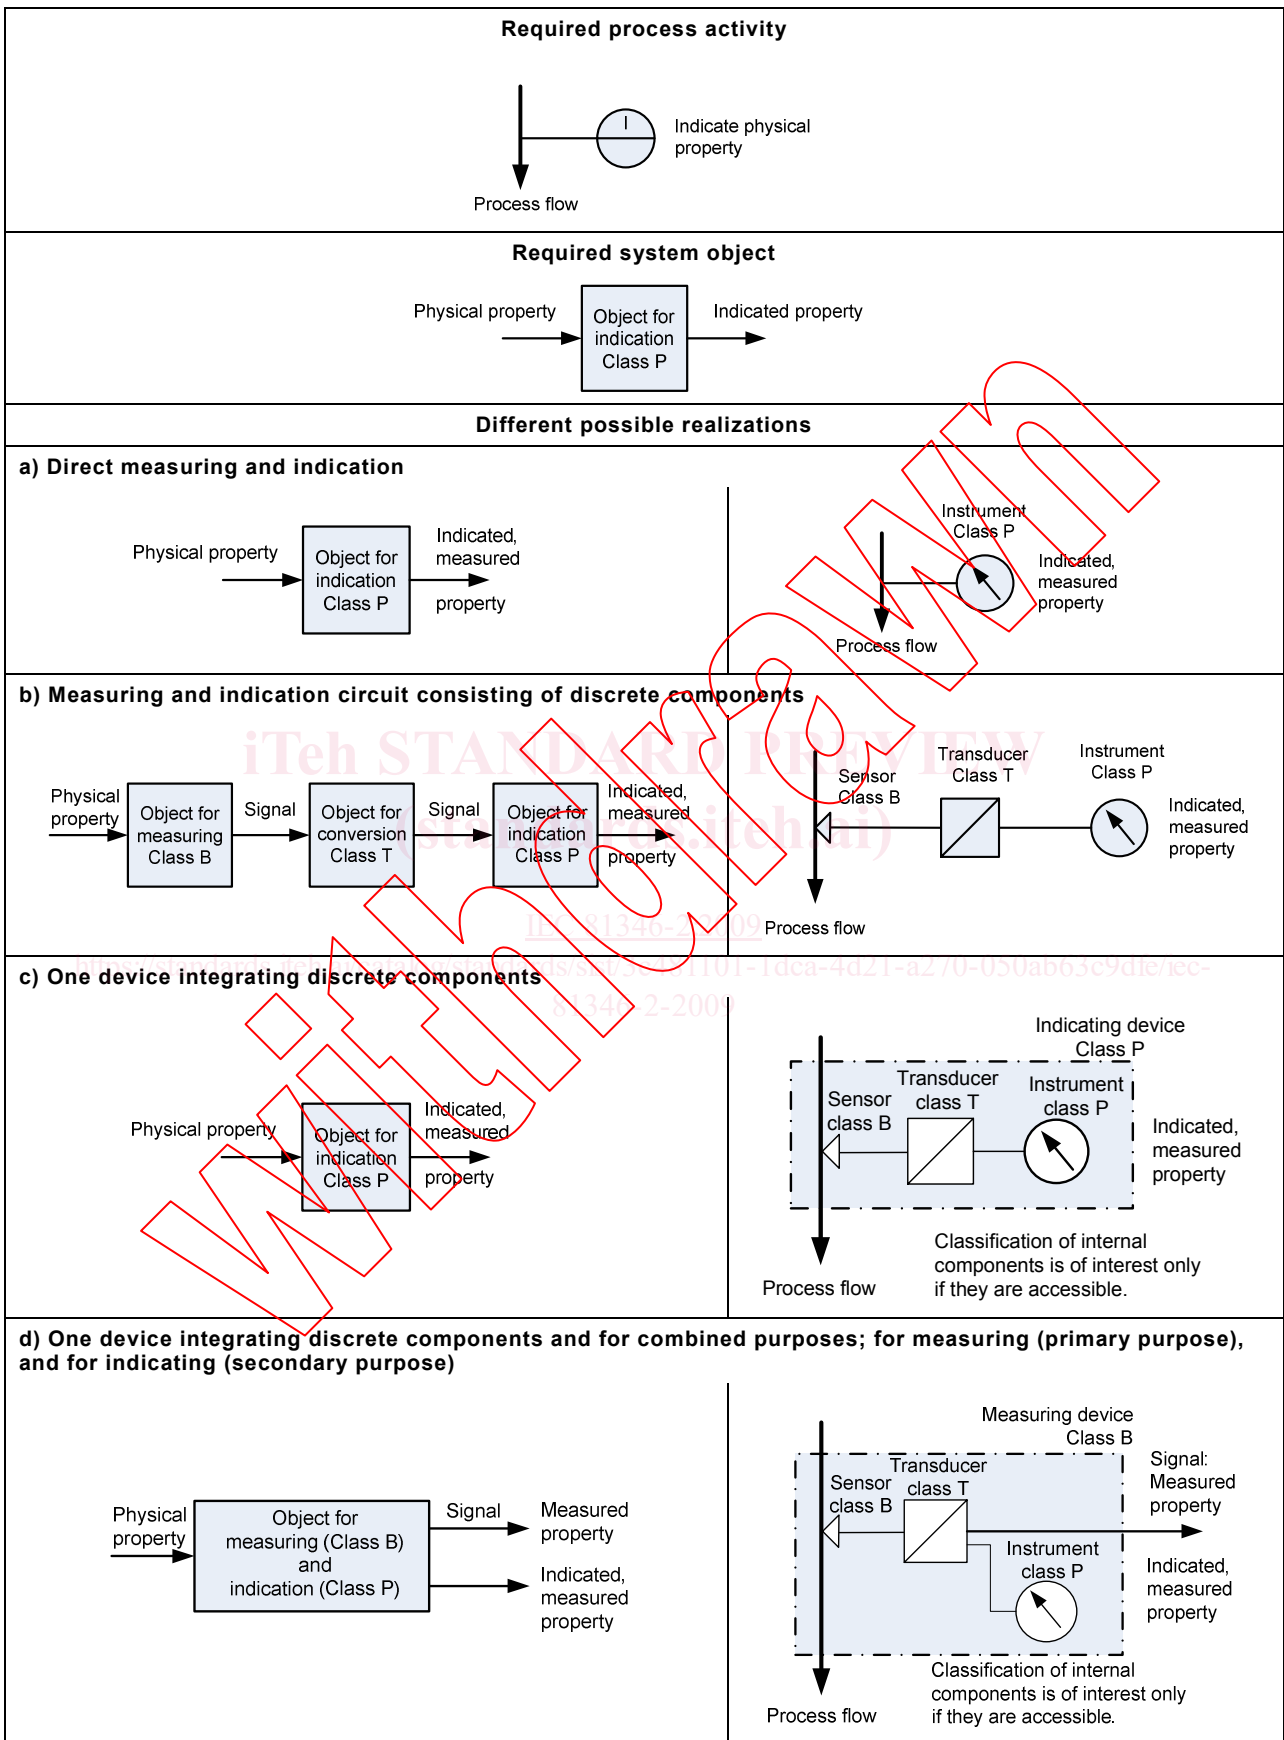 Required process activity
I
Indicate physical
property
Process flow
Required system object
Physical property
Object for
indication
Class P
Indicated property
Different possible realizations
a) Direct measuring and indication
Physical property
Object for
indication
Class P
Indicated,
measured
property
Instrument
Class P
Indicated,
measured
property
Process flow
b) Measuring and indication circuit consisting of discrete components
iTeh STANDARD PREVIEW
(standards.iteh.ai)
Physical
property
Object for
measuring
Class B
Signal
Object for
conversion
Class T
Signal
Object for
indication
Class P
Indicated,
measured
property
Sensor
Class B
Transducer
Class T
Instrument
Class P
Indicated,
measured
property
Process flow
IEC 81346-2:2009
81346-2-2009
c) One device integrating discrete components
Physical property
Object for
indication
Class P
Indicated,
measured
property
Indicating device
Class P
Sensor
class B
Transducer
class T
Instrument
class P
Indicated,
measured
property
Process flow
Classification of internal
components is of interest only
if they are accessible.
d) One device integrating discrete components and for combined purposes; for measuring (primary purpose),
and for indicating (secondary purpose)
Physical
property
Object for
measuring (Class B)
and
indication (Class P)
Signal
Measured
property
Indicated,
measured
property
Measuring device
Class B
Sensor
class B
Transducer
class T
Instrument
class P
Signal:
Measured
property
Indicated,
measured
property
Process flow
Classification of internal
components is of interest only
if they are accessible.
withdrawn